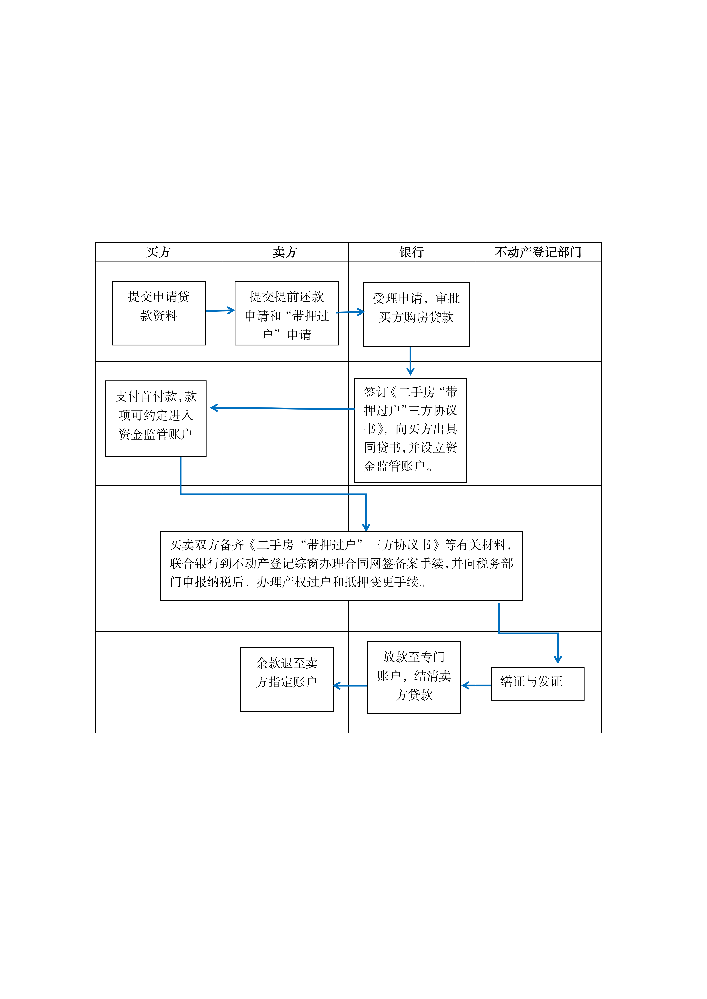 买方
卖方
银行
不动产登记部门
提交申请贷
款资料
提交提前还款
申请和“带押过
户”申请
受理申请，审批
买方购房贷款
支付首付款，款
项可约定进入
资金监管账户
签订《二手房“带
押过户”三方协议
书》，向买方出具
同贷书，并设立资
金监管账户。
买卖双方备齐《二手房“带押过户”三方协议书》等有关材料，
联合银行到不动产登记综窗办理合同网签备案手续，并向税务部
门申报纳税后，办理产权过户和抵押变更手续。
余款退至卖
方指定账户
放款至专门
账户，结清卖
方贷款
缮证与发证